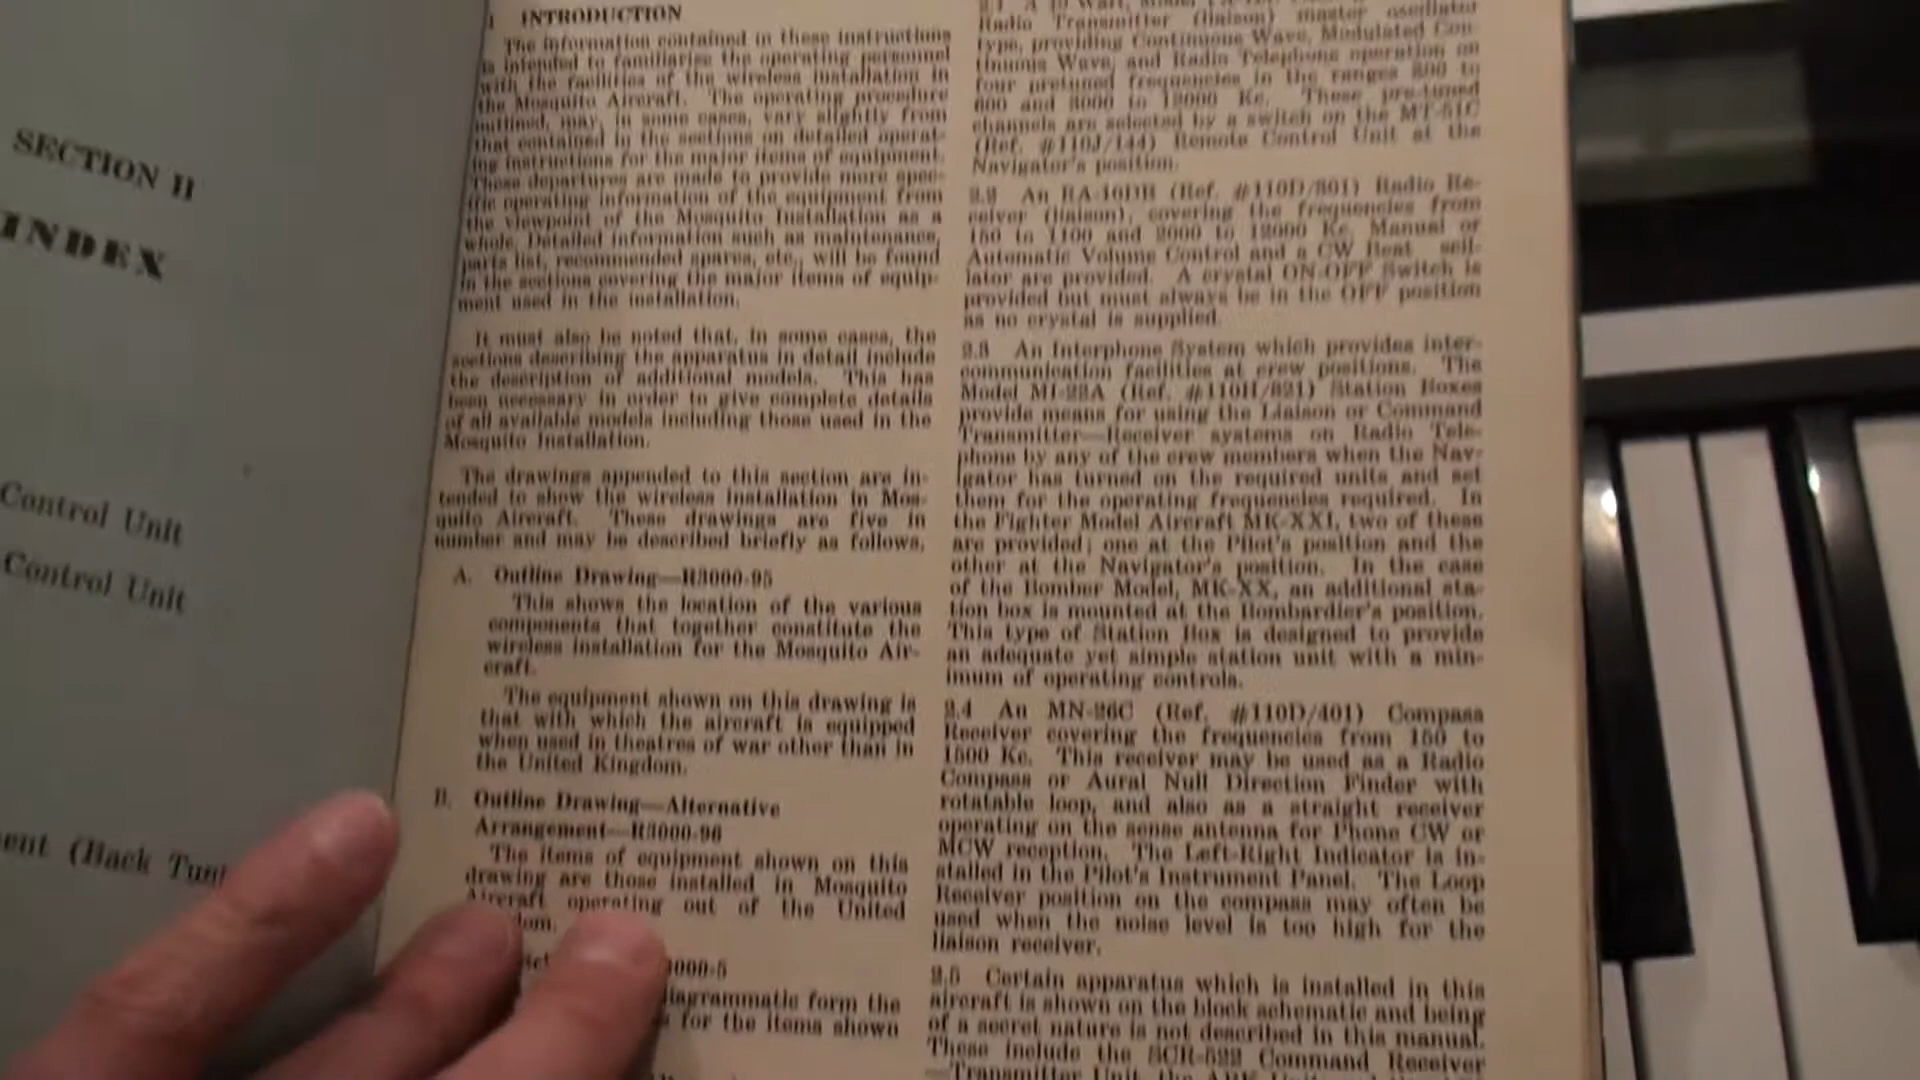 SECTION II
INDEX
Control Unit
Control Unit
ent (Back Tun
1 INTRODUCTION
The information contained in these instructions
is intended to familiarise the operating personnel
with the facilities of the wireless installation in
the Mosquito Aircraft. The operating procedure
outlined, may, in some cases, vary slightly from
that contained in the sections on detailed operat-
ing instructions for the major items of equipment.
These departures are made to provide more spec-
ific operating information of the equipment from
the viewpoint of the Mosquito Installation as a
whole. Detailed information such as maintenance,
parts list, recommended spares, etc., will be found
in the sections covering the major items of equip-
ment used in the installation.
It must also be noted that, in some cases, the
sections describing the apparatus in detail include
the description of additional models. This has
been necessary in order to give complete details
of all available models including those used in the
Mosquito Installation.
The drawings appended to this section are in-
tended to show the wireless installation in Mos-
quito Aircraft. These drawings are five in
number and may be described briefly as follows.
A. Outline Drawing—R3000-95
This shows the location of the various
components that together constitute the
wireless installation for the Mosquito Air-
craft.
The equipment shown on this drawing is
that with which the aircraft is equipped
when used in theatres of war other than in
the United Kingdom.
B. Outline Drawing—Alternative
Arrangement—R3000-96
The items of equipment shown on this
drawing are those installed in Mosquito
Aircraft operating out of the United
dom.
000-5
diagrammatic form the
for the items shown
Radio Transmitter (liaison) master oscillator
type, providing Continuous Wave, Modulated Con-
tinuous Wave, and Radio Telephone operation on
four pretuned frequencies in the ranges 300 to
600 and 3000 to 12000 Kc. These pre-tuned
channels are selected by a switch on the MT-51C
(Ref. #110J/144) Remote Control Unit at the
Navigator's position.
2.2 An RA-10DB (Ref. #110D/301) Radio Re-
ceiver (liaison), covering the frequencies from
150 to 1100 and 2000 to 12000 Kc. Manual or
Automatic Volume Control and a CW Beat scil-
lator are provided. A crystal ON-OFF Switch is
provided but must always be in the OFF position
as no crystal is supplied.
2.3 An Interphone System which provides inter-
communication facilities at crew positions. The
Model MI-22A (Ref. #110H/321) Station Boxes
provide means for using the Liaison or Command
Transmitter—Receiver systems on Radio Tele-
phone by any of the crew members when the Nav-
igator has turned on the required units and set
them for the operating frequencies required. In
the Fighter Model Aircraft MK-XXI, two of these
are provided; one at the Pilot's position and the
other at the Navigator's position. In the case
of the Bomber Model, MK-XX, an additional sta-
tion box is mounted at the Bombardier's position.
This type of Station Box is designed to provide
an adequate yet simple station unit with a min-
imum of operating controls.
2.4 An MN-26C (Ref. #110D/401) Compass
Receiver covering the frequencies from 150 to
1500 Kc. This receiver may be used as a Radio
Compass or Aural Null Direction Finder with
rotatable loop, and also as a straight receiver
operating on the sense antenna for Phone CW or
MCW reception. The Left-Right Indicator is in-
stalled in the Pilot's Instrument Panel. The Loop
Receiver position on the compass may often be
used when the noise level is too high for the
liaison receiver.
2.5 Certain apparatus which is installed in this
aircraft is shown on the block schematic and being
of a secret nature is not described in this manual.
These include the SCR-522 Command Receiver
—Transmitter Unit, the ARK